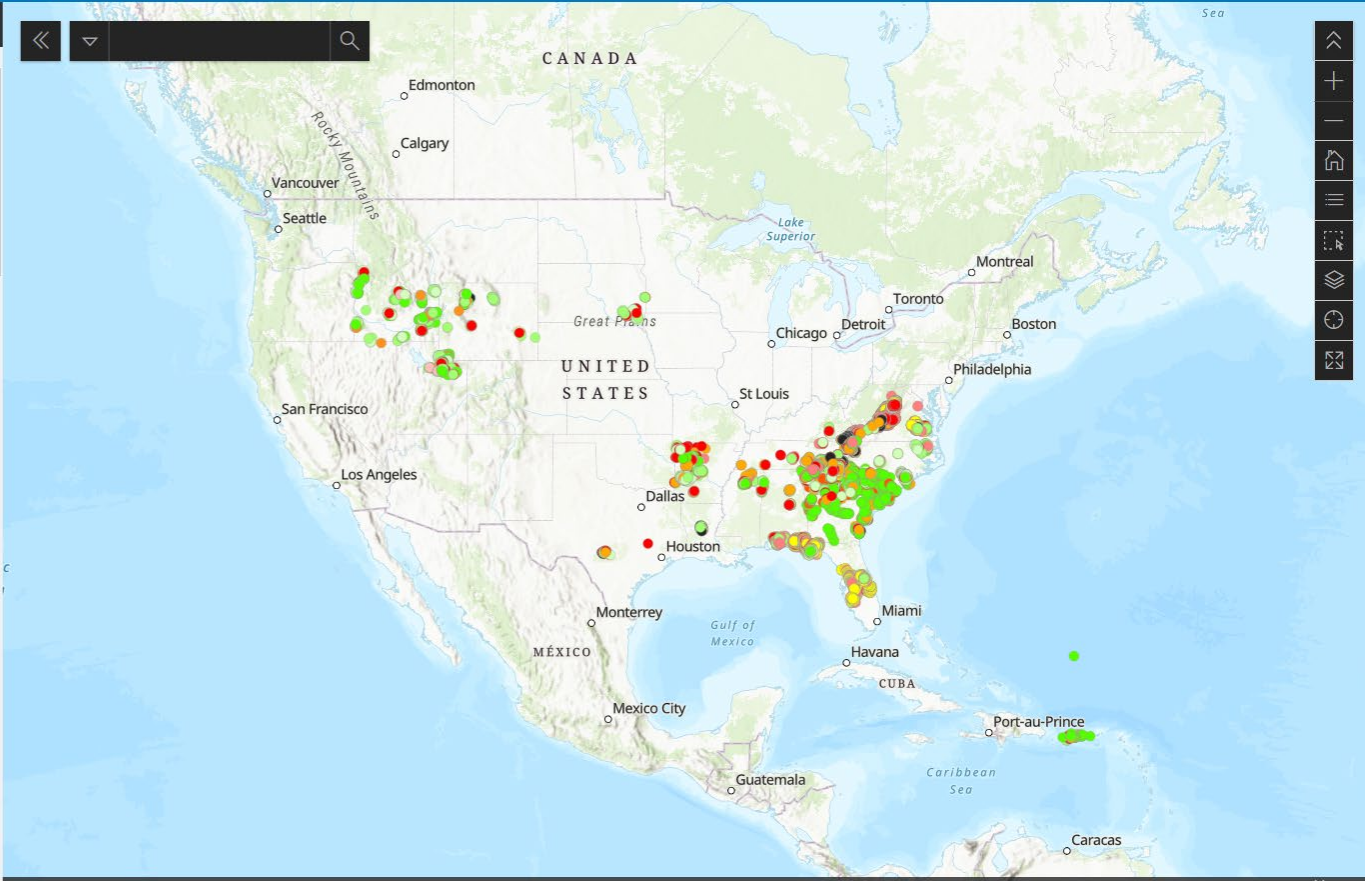 Sea
CANADA
Edmonton
Rocky Mountains
Calgary
Vancouver
Seattle
Lake
Superior
Montreal
Toronto
Great Plains
Chicago
Detroit
Boston
UNITED
STATES
Philadelphia
St Louis
San Francisco
Los Angeles
Dallas
Houston
Monterrey
Miami
Gulf of
Mexico
MÉXICO
Havana
CUBA
Mexico City
Port-au-Prince
Guatemala
Caribbean
Sea
Caracas